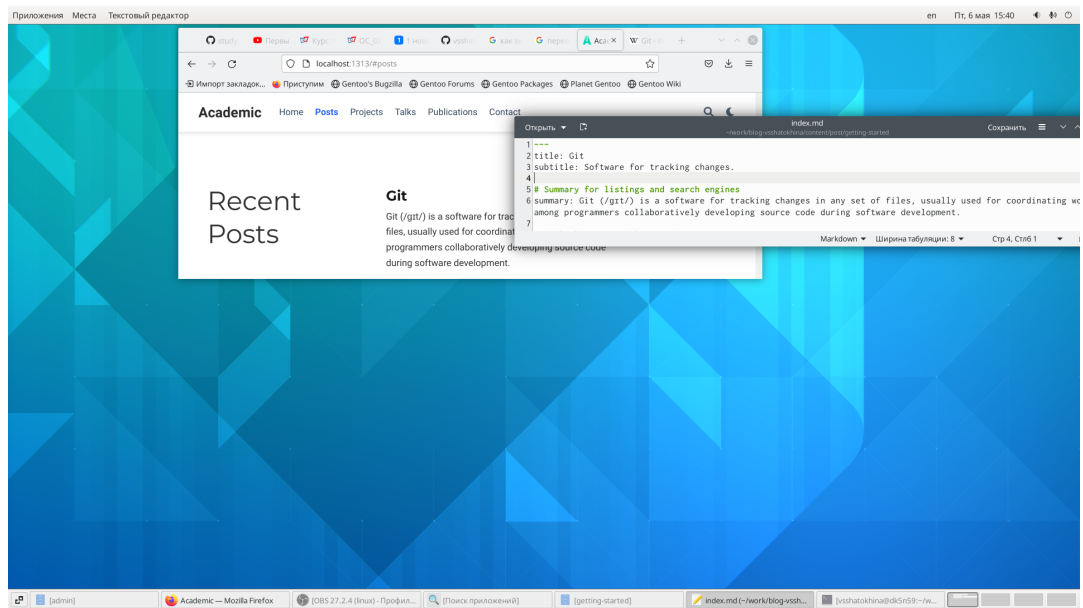 Приложения Места Текстовый редактор en Пт, 6 мая 15:40
study Первы Курс OC_Б 1 нов vssha G как в G перв Acad W Git - В
localhost:1313/#posts
Импорт закладок... Приступим Gentoo's Bugzilla Gentoo Forums Gentoo Packages Planet Gentoo Gentoo Wiki
Academic Home Posts Projects Talks Publications Contact
Recent
Posts
Git
Git (/ɡɪt/) is a software for trac
files, usually used for coordinat
programmers collaboratively developing source code
during software development.
Открыть index.md Сохранить
~/work/blog-vsshatokhina/content/post/getting-started
1 ---
2 title: Git
3 subtitle: Software for tracking changes.
4
5 # Summary for listings and search engines
6 summary: Git (/ɡɪt/) is a software for tracking changes in any set of files, usually used for coordinating wo
among programmers collaboratively developing source code during software development.
7
Markdown Ширина табуляции: 8 Стр 4, Стлб 1
[admin] Academic — Mozilla Firefox [OBS 27.2.4 (linux) - Профил... [Поиск приложений] [getting-started] index.md (~/work/blog-vssh... [vsshatokhina@dk5n59:~/w...